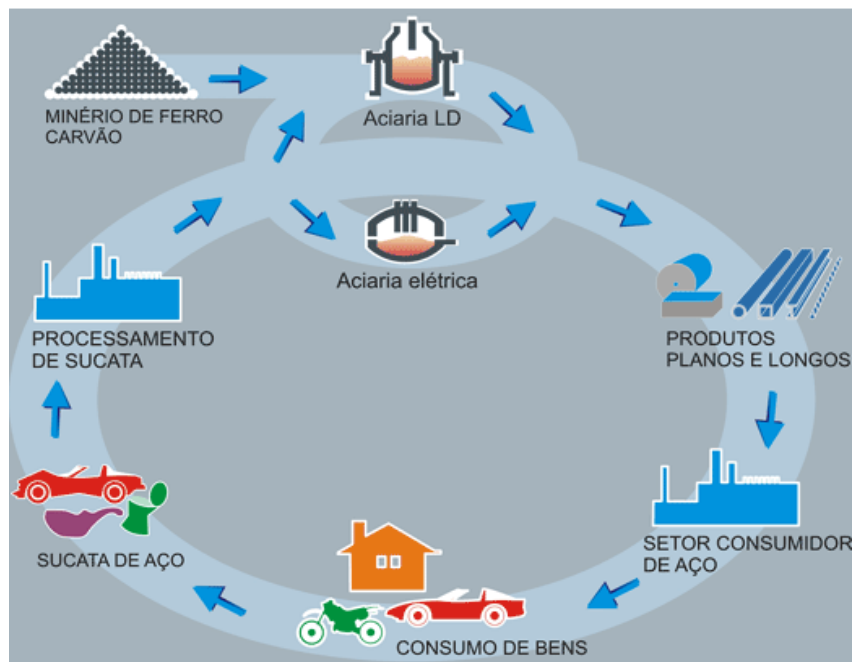 MINÉRIO DE FERRO
CARVÃO
Aciaria LD
Aciaria elétrica
PROCESSAMENTO
DE SUCATA
PRODUTOS
PLANOS E LONGOS
SUCATA DE AÇO
SETOR CONSUMIDOR
DE AÇO
CONSUMO DE BENS